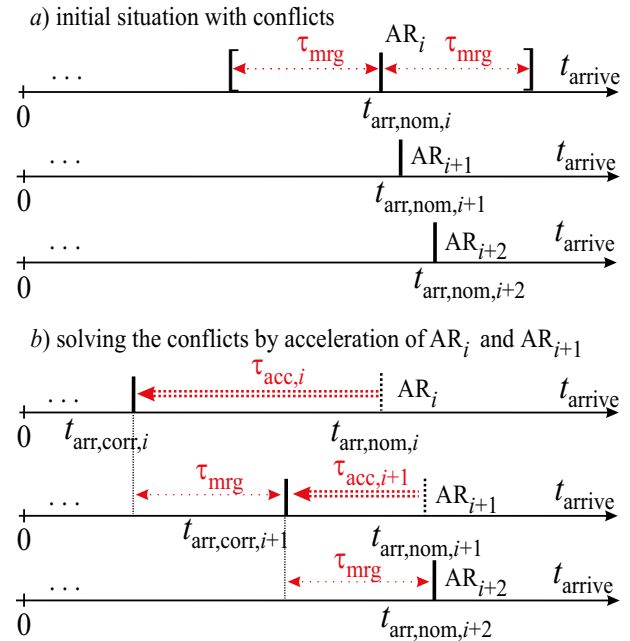 a) initial situation with conflicts
τmrg ARi τmrg
. . . tarrive
0 tarr,nom,i
. . . ARi+1 tarrive
0 tarr,nom,i+1
. . . ARi+2 tarrive
0 tarr,nom,i+2
b) solving the conflicts by acceleration of ARi and ARi+1
τacc,i
. . . ARi tarrive
0 tarr,corr,i tarr,nom,i
τmrg τacc,i+1
. . . ARi+1 tarrive
0 tarr,corr,i+1 tarr,nom,i+1
. . . τmrg ARi+2 tarrive
0 tarr,nom,i+2